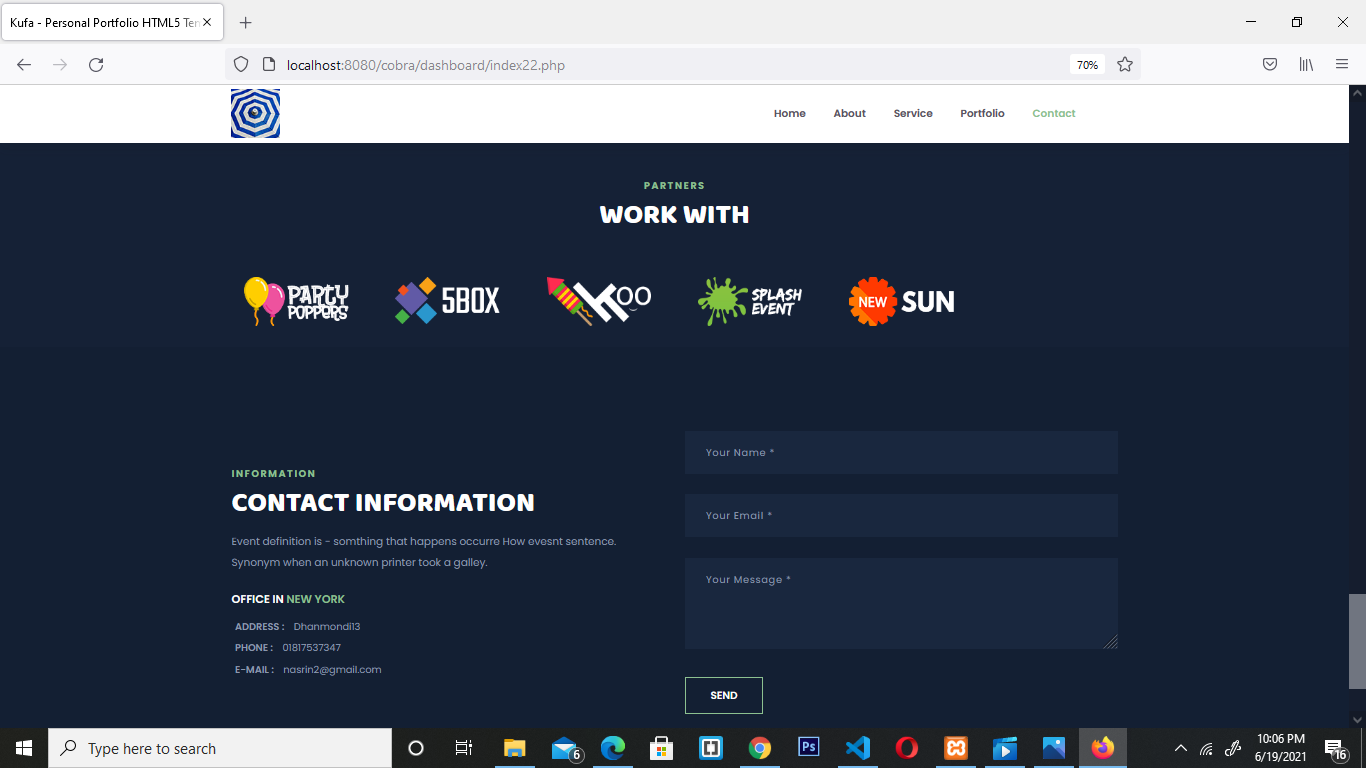 Kufa - Personal Portfolio HTML5 Ten
localhost:8080/cobra/dashboard/index22.php
70%
Home About Service Portfolio Contact
PARTNERS
WORK WITH
PARTY
POPPERS
5BOX
KOO
SPLASH
EVENT
NEW SUN
INFORMATION
CONTACT INFORMATION
Event definition is - somthing that happens occurre How evesnt sentence.
Synonym when an unknown printer took a galley.
OFFICE IN NEW YORK
ADDRESS : Dhanmondi13
PHONE : 01817537347
E-MAIL : nasrin2@gmail.com
Your Name *
Your Email *
Your Message *
SEND
Type here to search
6
Ps
10:06 PM
6/19/2021
16